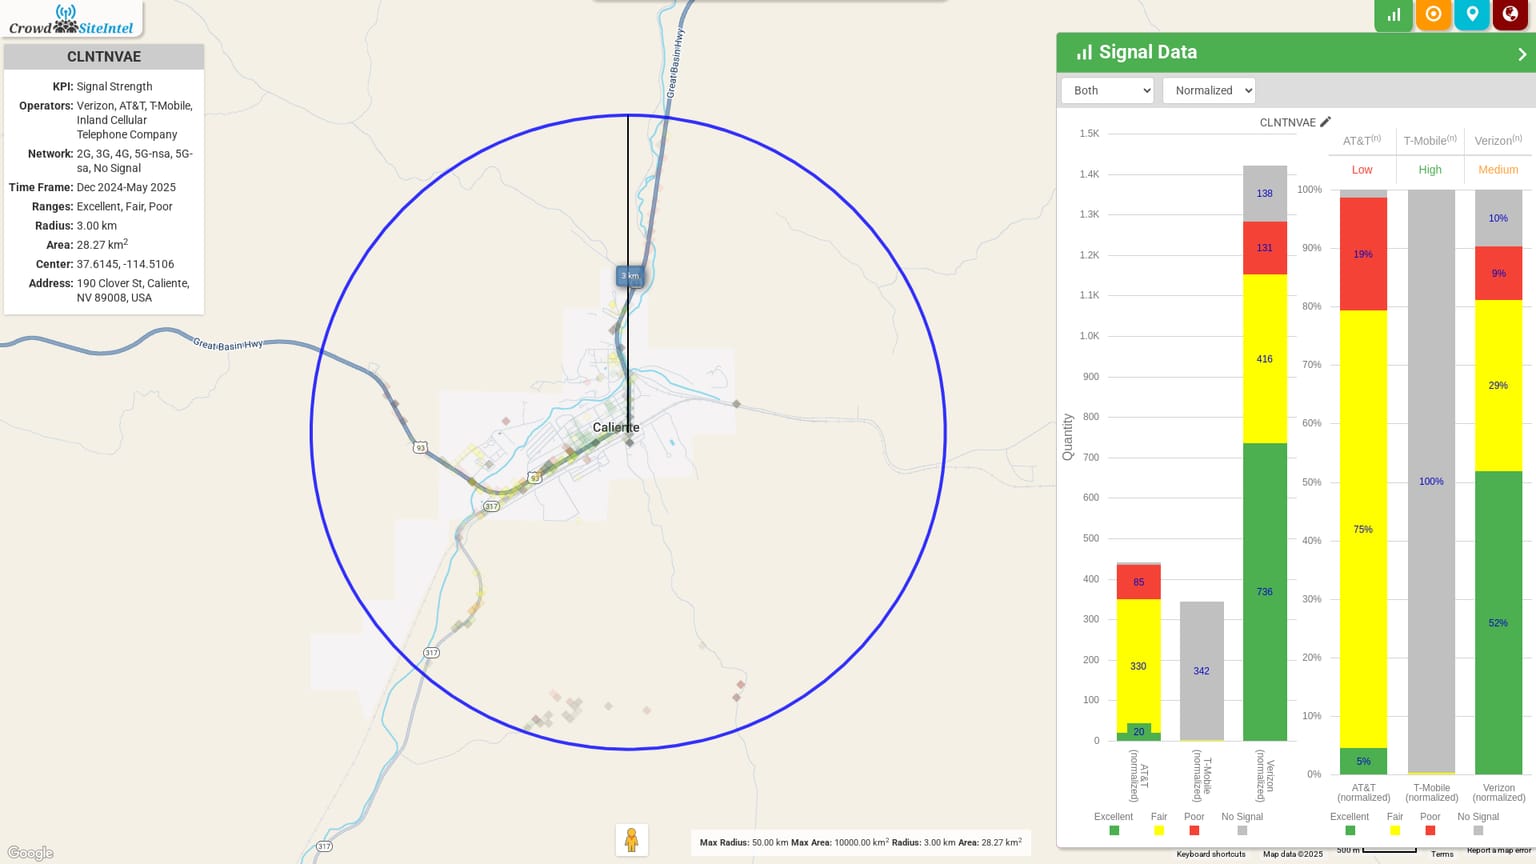 Crowd SiteIntel
CLNTNVAE
KPI: Signal Strength
Operators: Verizon, AT&T, T-Mobile,
Inland Cellular
Telephone Company
Network: 2G, 3G, 4G, 5G-nsa, 5G-
sa, No Signal
Time Frame: Dec 2024-May 2025
Ranges: Excellent, Fair, Poor
Radius: 3.00 km
Area: 28.27 km²
Center: 37.6145, -114.5106
Address: 190 Clover St, Caliente,
NV 89008, USA
Great Basin Hwy
3 km
Great Basin Hwy
Caliente
93
93
317
317
317
Google
Max Radius: 50.00 km Max Area: 10000.00 km² Radius: 3.00 km Area: 28.27 km²
Signal Data
Both
Normalized
CLNTNVAE
Quantity
1.5K
1.4K
1.3K
1.2K
1.1K
1.0K
900
800
700
600
500
400
300
200
100
0
85
330
20
342
138
131
416
736
AT&T
(normalized)
T-Mobile
(normalized)
Verizon
(normalized)
Excellent Fair Poor No Signal
AT&T(n) T-Mobile(n) Verizon(n)
Low High Medium
100%
90%
80%
70%
60%
50%
40%
30%
20%
10%
0%
19%
75%
5%
100%
10%
9%
29%
52%
AT&T
(normalized)
T-Mobile
(normalized)
Verizon
(normalized)
Excellent Fair Poor No Signal
Keyboard shortcuts Map data ©2025 500 m Terms Report a map error